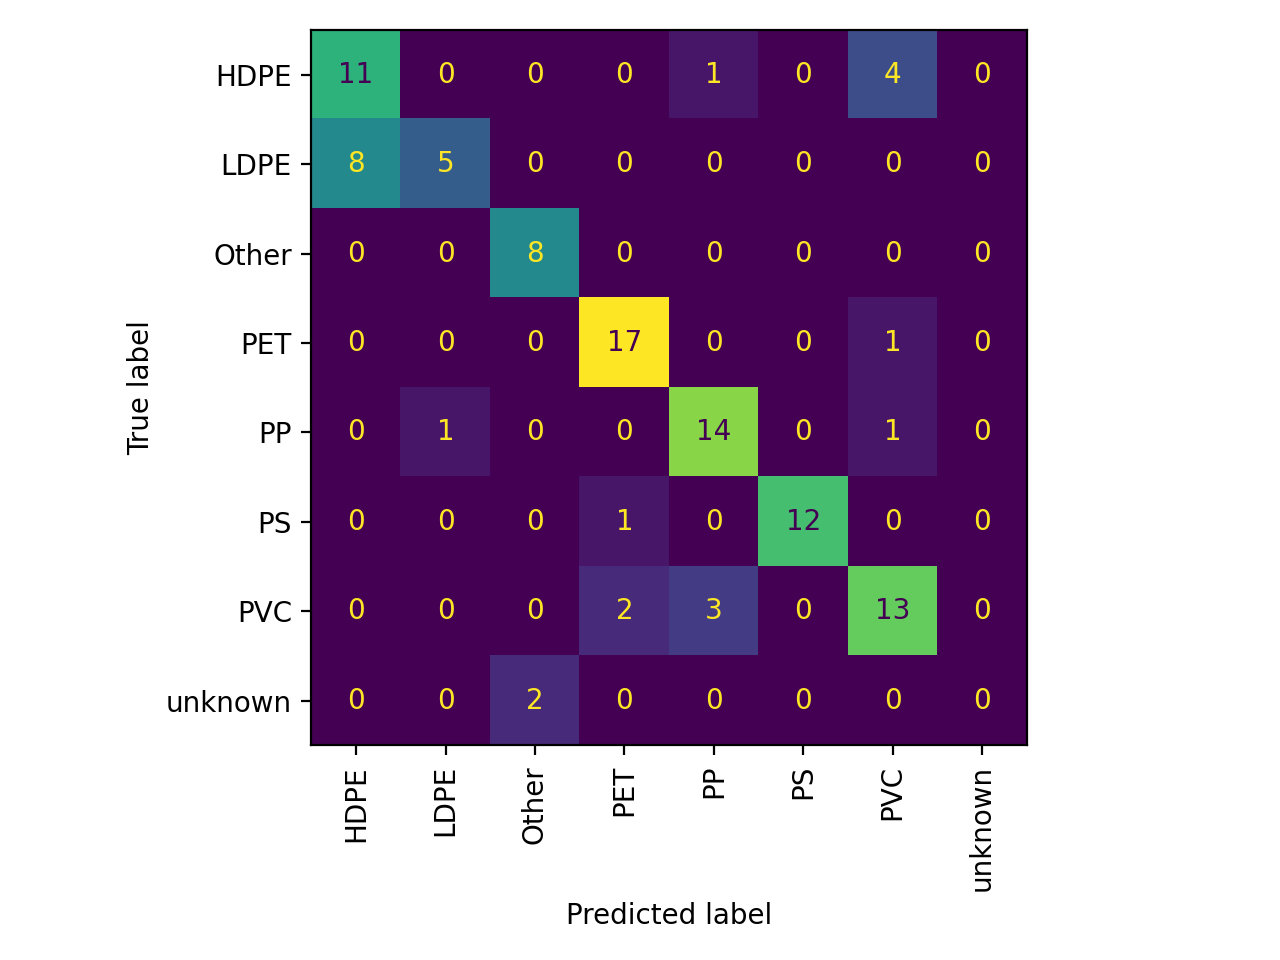 HDPE 11 0 0 0 1 0 4 0
LDPE 8 5 0 0 0 0 0 0
Other 0 0 8 0 0 0 0 0
PET 0 0 0 17 0 0 1 0
PP 0 1 0 0 14 0 1 0
PS 0 0 0 1 0 12 0 0
PVC 0 0 0 2 3 0 13 0
unknown 0 0 2 0 0 0 0 0
True label
HDPE LDPE Other PET PP PS PVC unknown
Predicted label